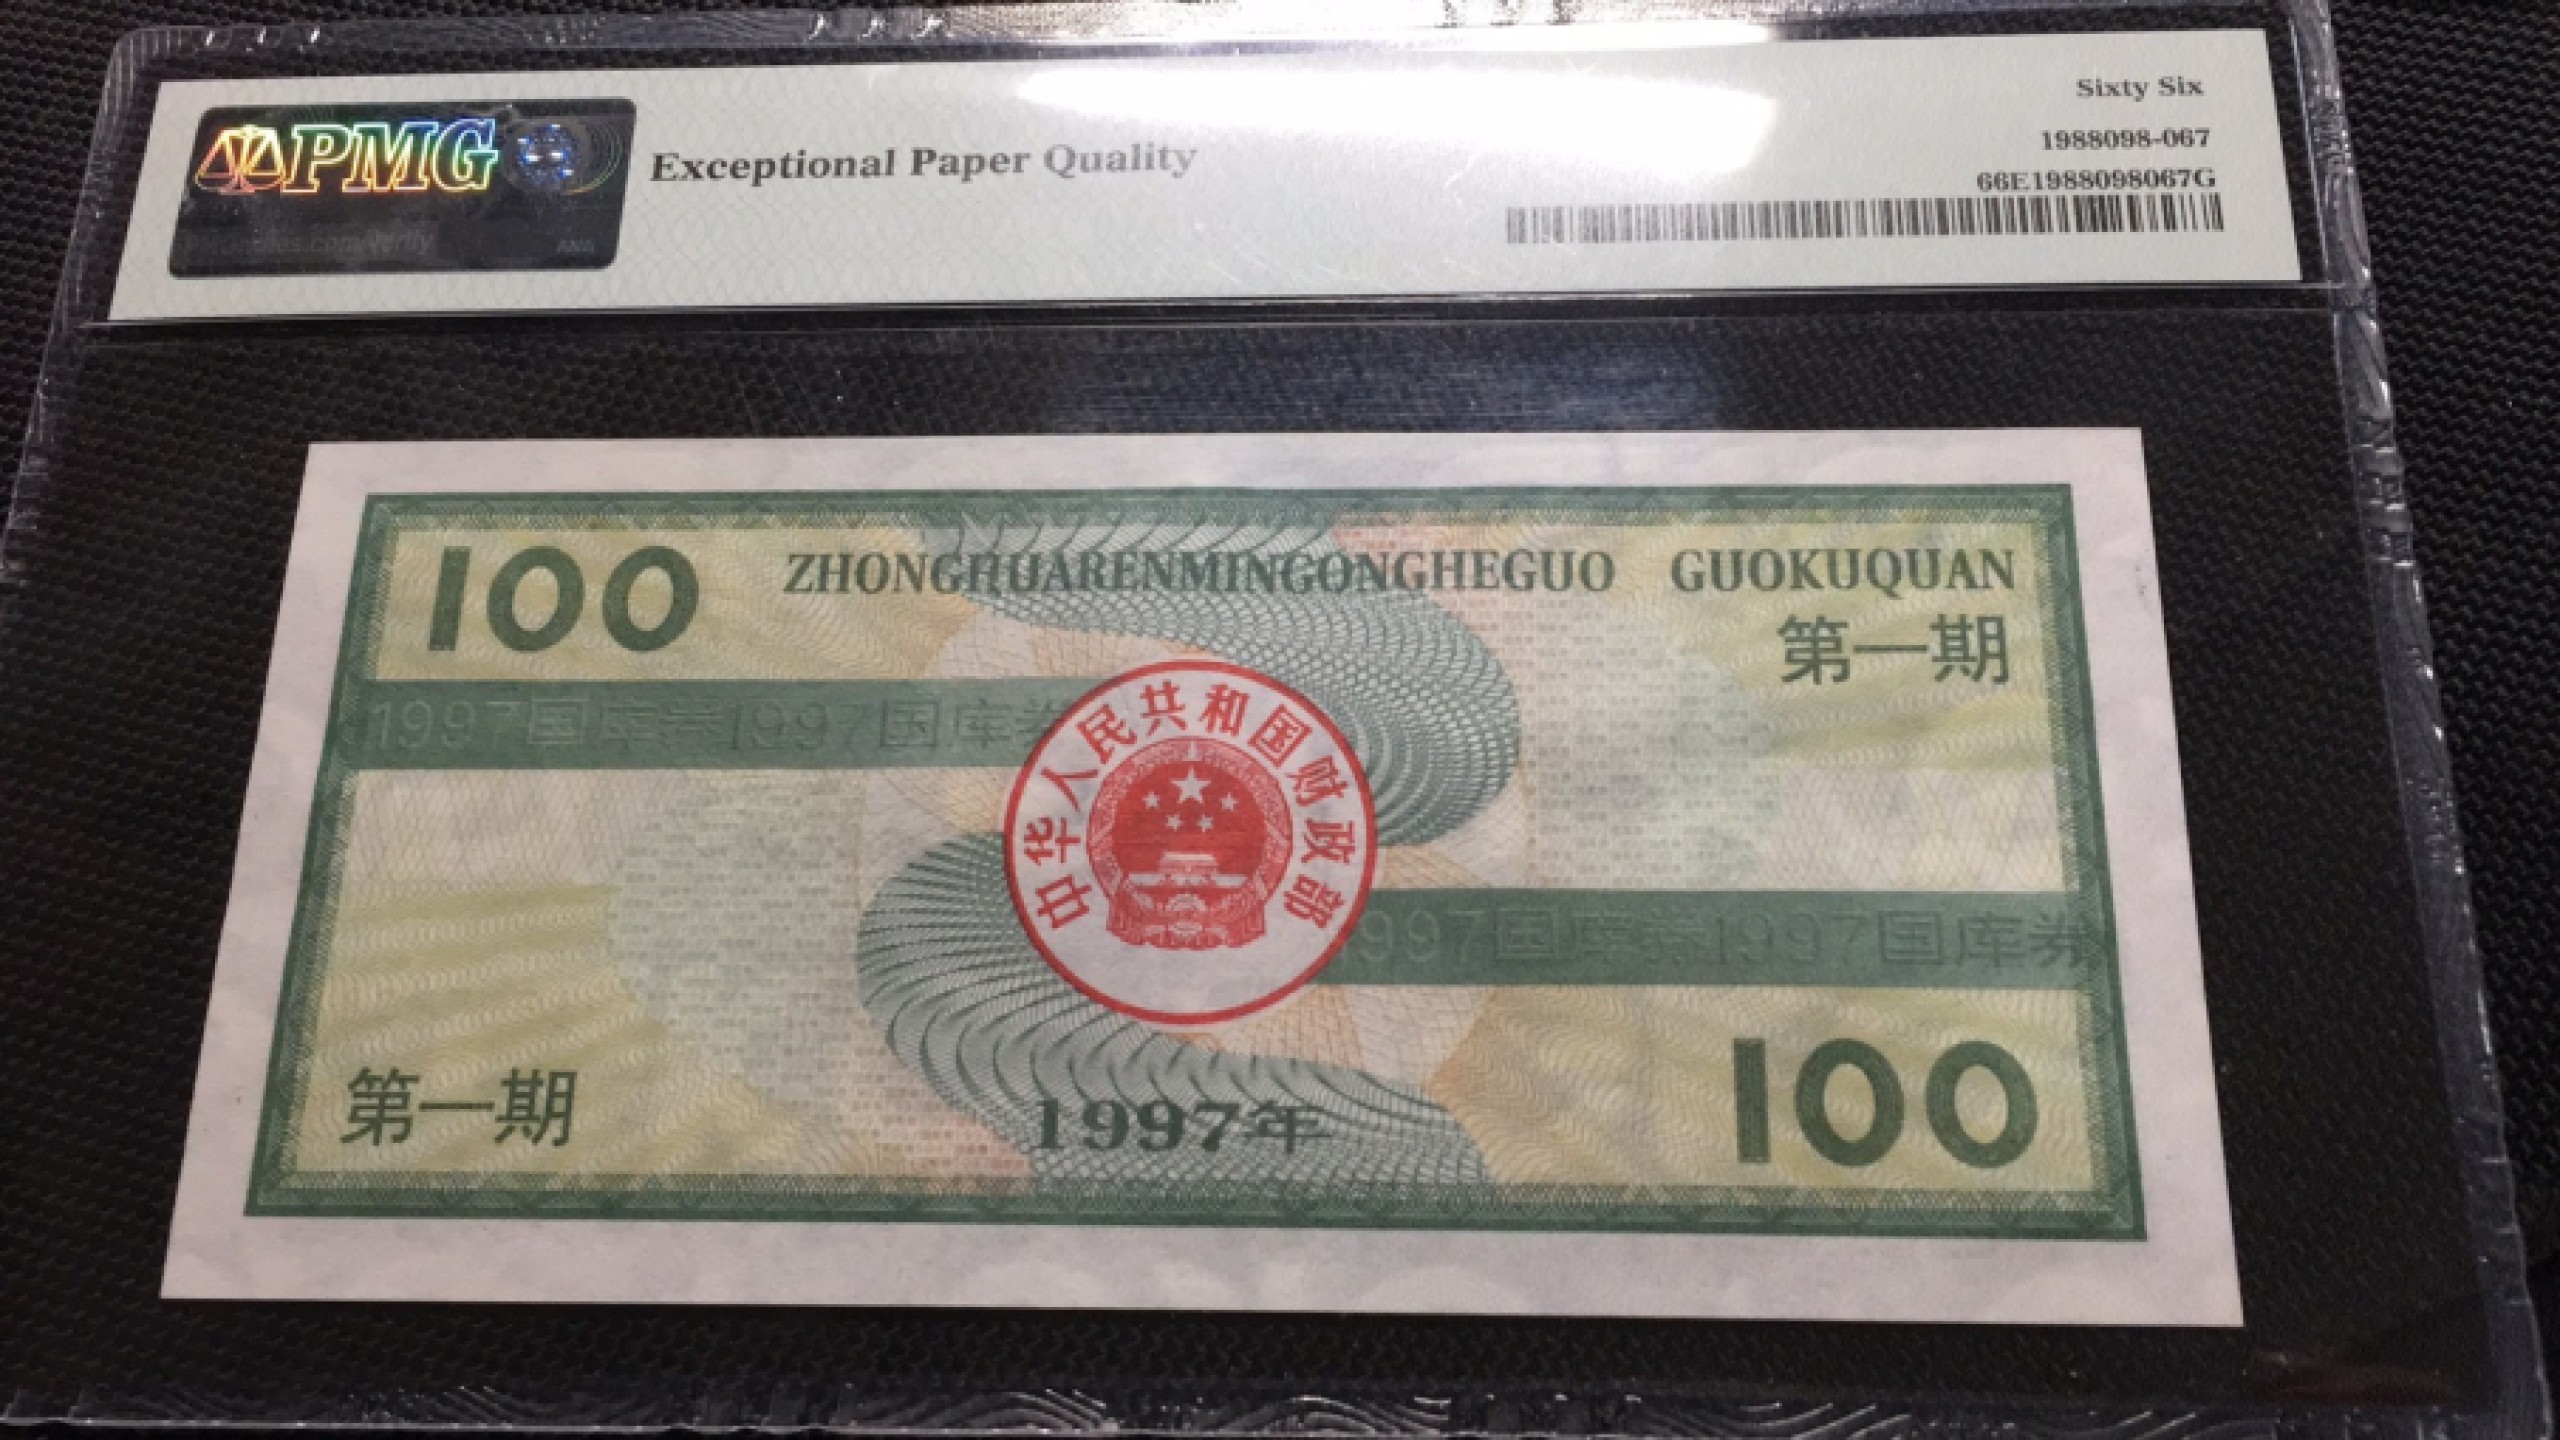 PMG
Exceptional Paper Quality
Sixty Six
1988098-067
66E1988098067G
ANA
100
ZHONGHUARENMINGONGHEGUO GUOKUQUAN
第一期
1997国库券1997国库券
中华人民共和国财政部
997国库券1997国库券
第一期
1997年
100